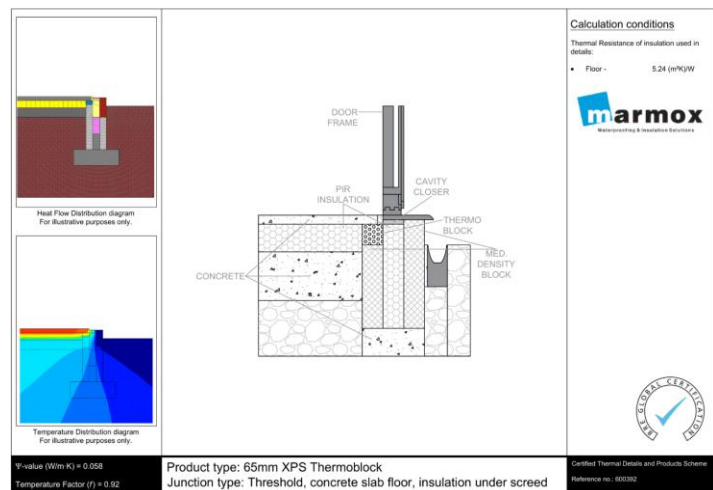 Heat Flow Distribution diagram
For illustrative purposes only.
Temperature Distribution diagram
For illustrative purposes only.
Ψ-value (W/m·K) = 0.058
Temperature Factor (f) = 0.92
DOOR
FRAME
CAVITY
CLOSER
PIR
INSULATION
THERMO
BLOCK
MED.
DENSITY
BLOCK
CONCRETE
Product type: 65mm XPS Thermoblock
Junction type: Threshold, concrete slab floor, insulation under screed
Calculation conditions
Thermal Resistance of insulation used in
details:
• Floor - 5.24 (m²K)/W
marmox
Waterproofing & Insulation Solutions
BRE GLOBAL CERTIFICATION
Certified Thermal Details and Products Scheme
Reference no.: 600392